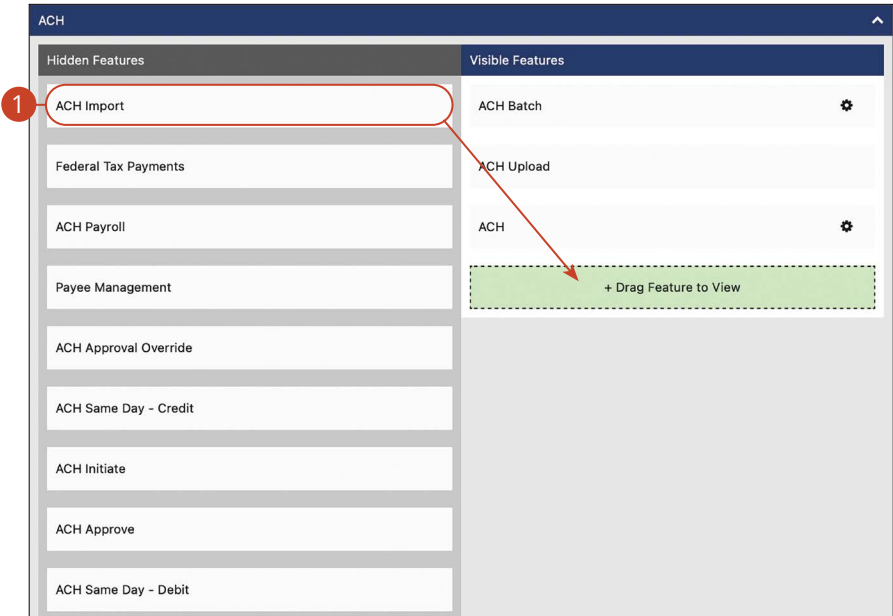 ACH
Hidden Features
Visible Features
1
ACH Import
ACH Batch
Federal Tax Payments
ACH Upload
ACH Payroll
ACH
Payee Management
+ Drag Feature to View
ACH Approval Override
ACH Same Day - Credit
ACH Initiate
ACH Approve
ACH Same Day - Debit